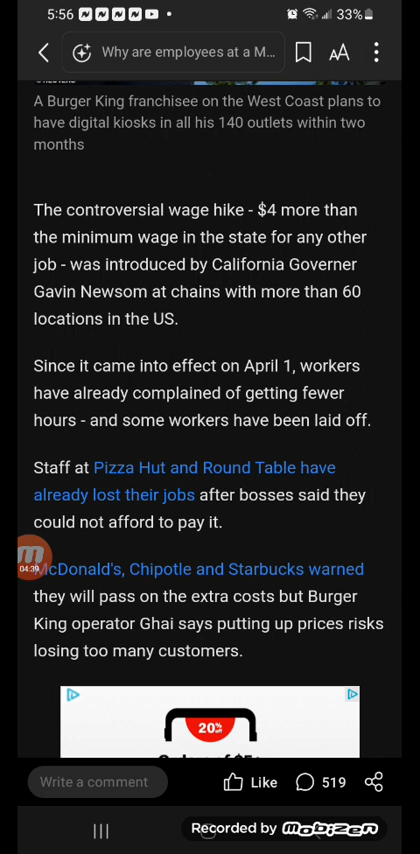 5:56
33%
Why are employees at a M...
AA
A Burger King franchisee on the West Coast plans to
have digital kiosks in all his 140 outlets within two
months
The controversial wage hike - $4 more than
the minimum wage in the state for any other
job - was introduced by California Governer
Gavin Newsom at chains with more than 60
locations in the US.
Since it came into effect on April 1, workers
have already complained of getting fewer
hours - and some workers have been laid off.
Staff at Pizza Hut and Round Table have
already lost their jobs after bosses said they
could not afford to pay it.
McDonald's, Chipotle and Starbucks warned
04:39
they will pass on the extra costs but Burger
King operator Ghai says putting up prices risks
losing too many customers.
20%
Write a comment
Like
519
Recorded by mobizen